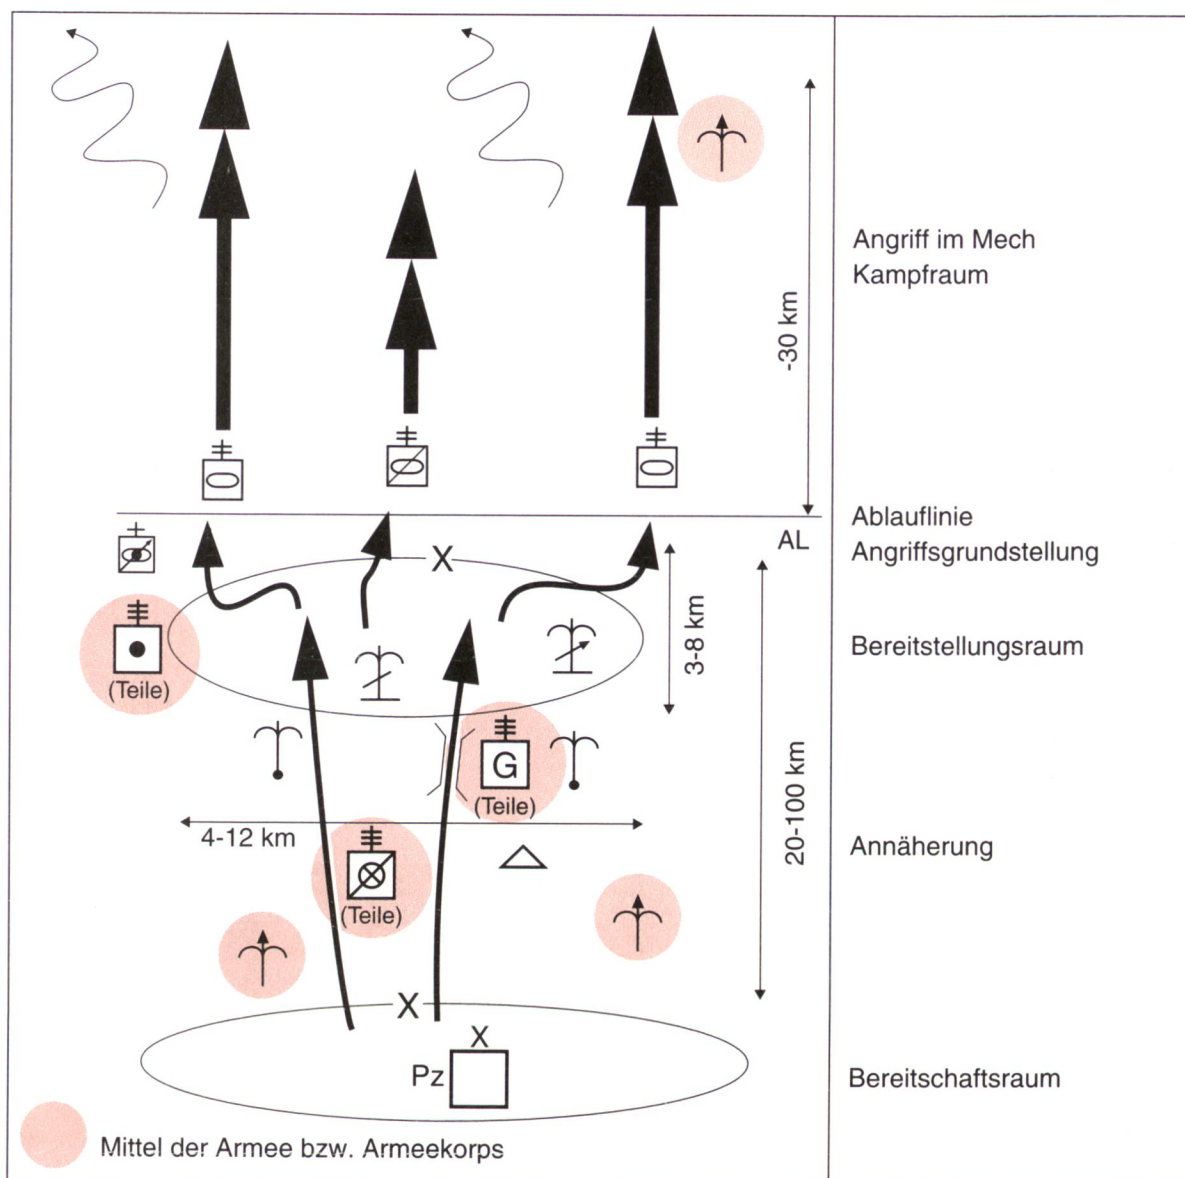 Angriff im Mech
Kampfraum
-30 km
Ablauflinie
Angriffsgrundstellung
AL
X
3-8 km
Bereitstellungsraum
(Teile)
G
(Teile)
20-100 km
4-12 km
Annäherung
(Teile)
X
X
Pz
Bereitschaftsraum
Mittel der Armee bzw. Armeekorps